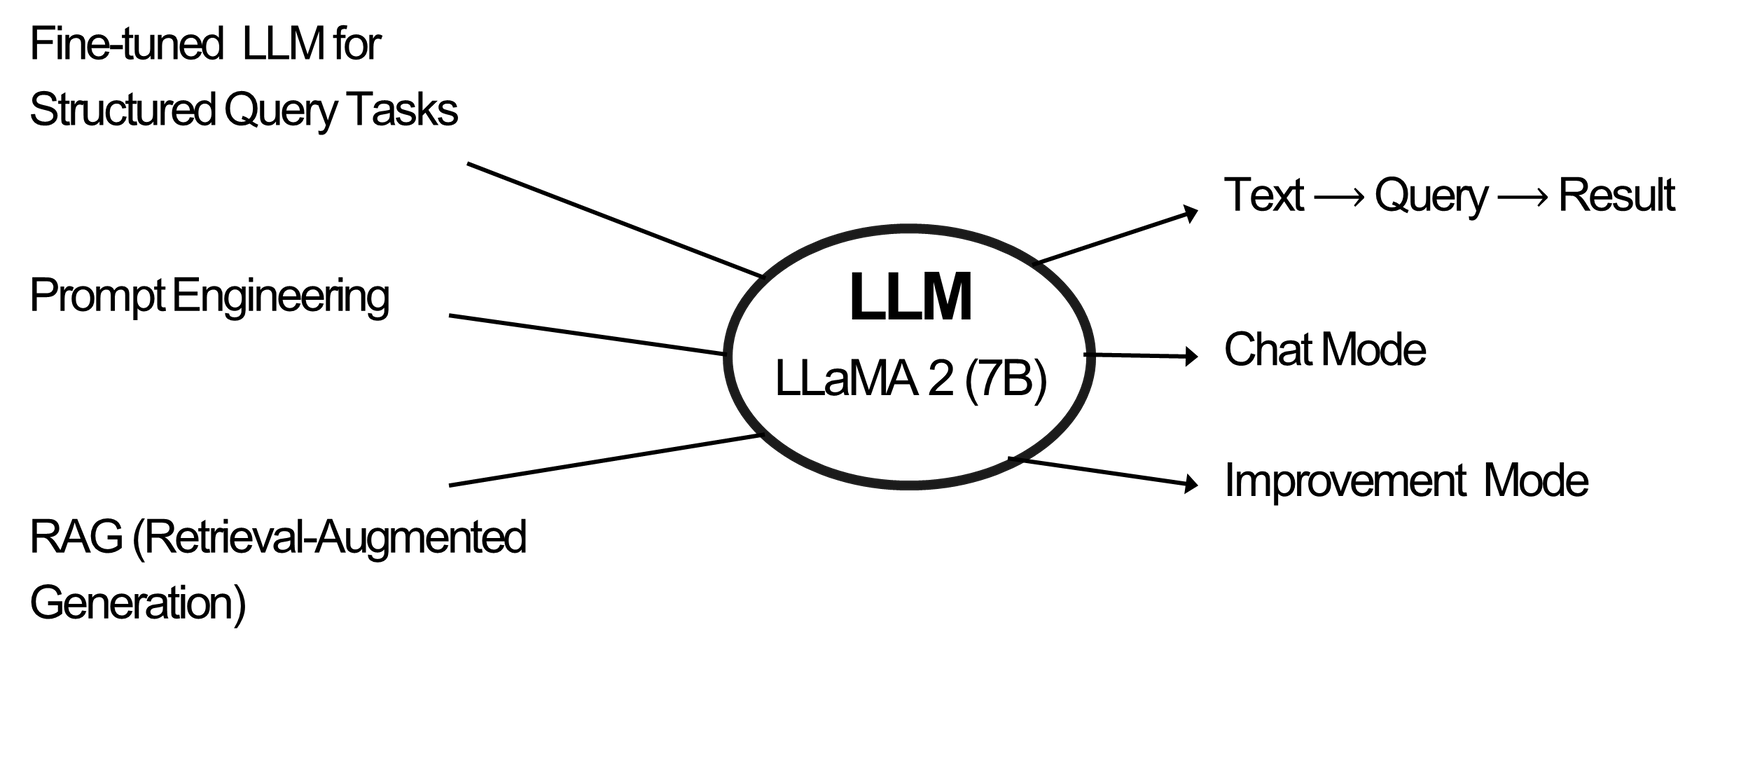 Fine-tuned LLM for
Structured Query Tasks
Prompt Engineering
RAG (Retrieval-Augmented
Generation)
LLM
LLaMA 2 (7B)
Text → Query → Result
Chat Mode
Improvement Mode